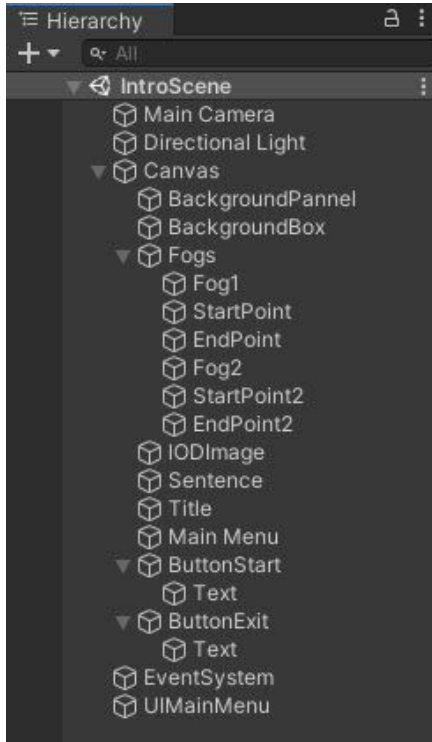 Hierarchy
All
IntroScene
Main Camera
Directional Light
Canvas
BackgroundPannel
BackgroundBox
Fogs
Fog1
StartPoint
EndPoint
Fog2
StartPoint2
EndPoint2
IODImage
Sentence
Title
Main Menu
ButtonStart
Text
ButtonExit
Text
EventSystem
UIMainMenu